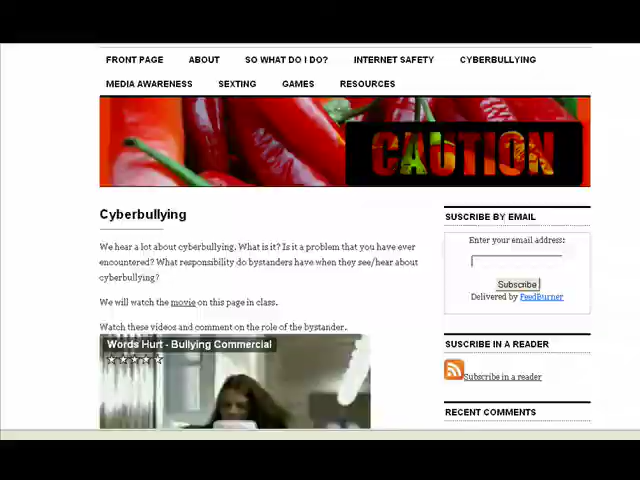 FRONT PAGE ABOUT SO WHAT DO I DO? INTERNET SAFETY CYBERBULLYING
MEDIA AWARENESS SEXTING GAMES RESOURCES
CAUTION
Cyberbullying
We hear a lot about cyberbullying. What is it? Is it a problem that you have ever
encountered? What responsibility do bystanders have when they see/hear about
cyberbullying?
We will watch the movie on this page in class.
Watch these videos and comment on the role of the bystander.
Words Hurt - Bullying Commercial
SUSCRIBE BY EMAIL
Enter your email address:
Subscribe
Delivered by FeedBurner
SUSCRIBE IN A READER
Subscribe in a reader
RECENT COMMENTS